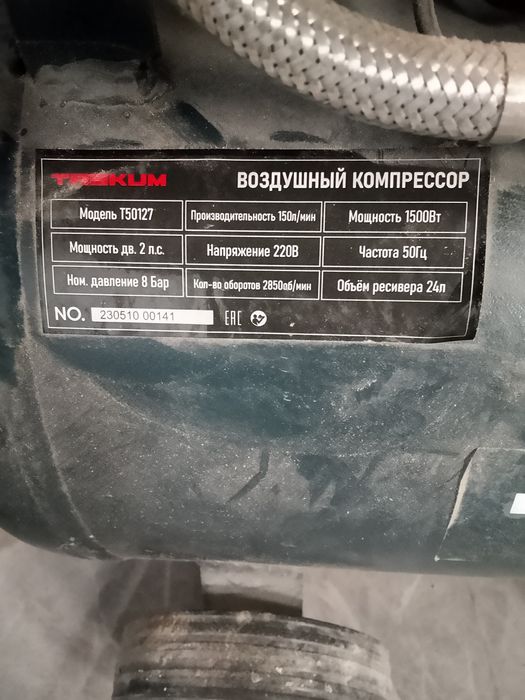 TASKUM ВОЗДУШНЫЙ КОМПРЕССОР
Модель T50127 Производительность 150л/мин Мощность 1500Вт
Мощность дв. 2 л.с. Напряжение 220В Частота 50Гц
Ном. давление 8 Бар Кол-во оборотов 2850об/мин Объём ресивера 24л
NO. 230510 00141 EAC